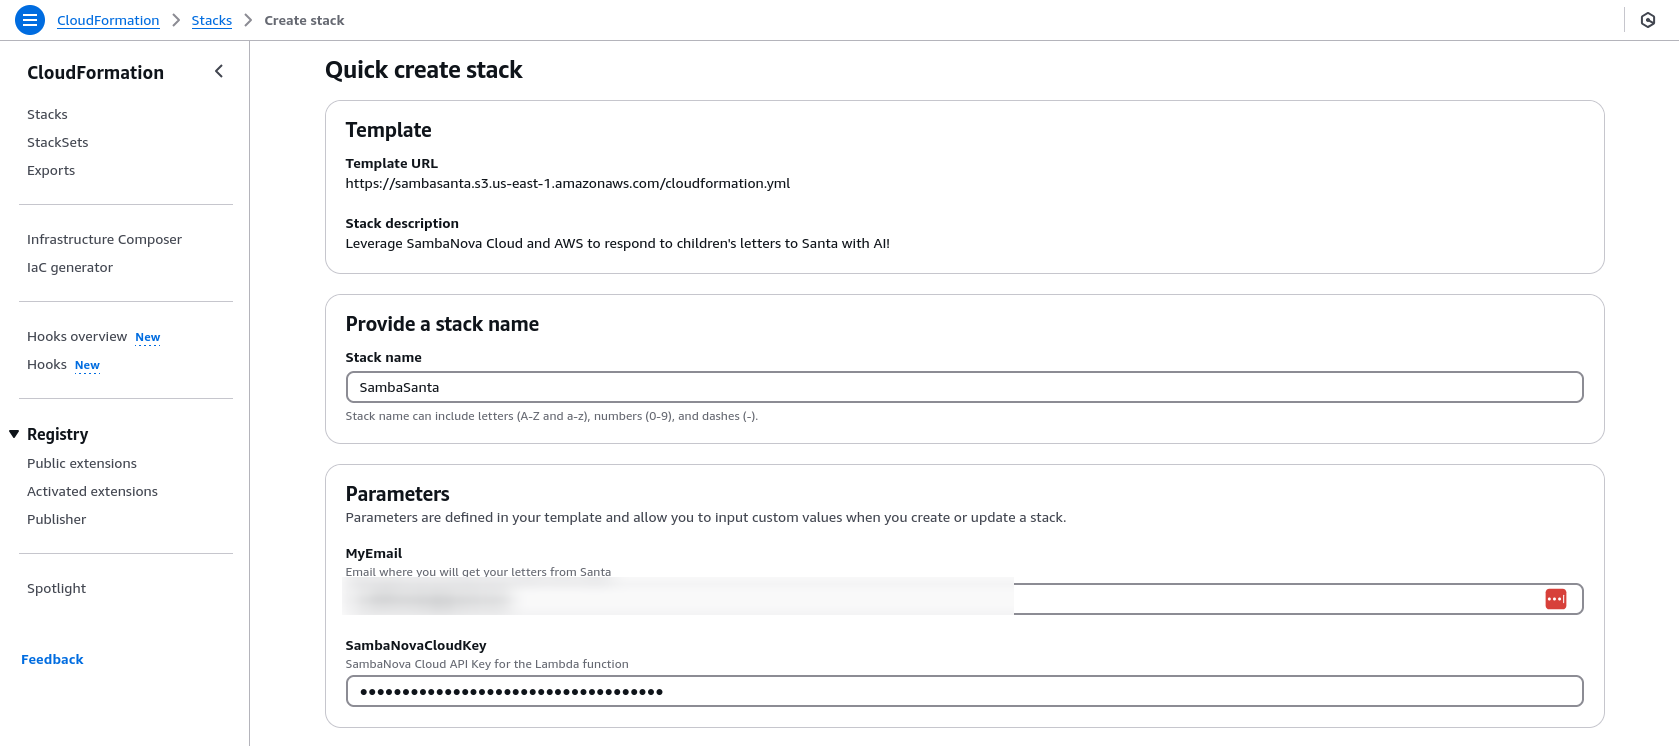 CloudFormation > Stacks > Create stack
CloudFormation
Stacks
StackSets
Exports
Infrastructure Composer
IaC generator
Hooks overview New
Hooks New
Registry
Public extensions
Activated extensions
Publisher
Spotlight
Feedback
Quick create stack
Template
Template URL
https://sambasanta.s3.us-east-1.amazonaws.com/cloudformation.yml
Stack description
Leverage SambaNova Cloud and AWS to respond to children's letters to Santa with AI!
Provide a stack name
Stack name
SambaSanta
Stack name can include letters (A-Z and a-z), numbers (0-9), and dashes (-).
Parameters
Parameters are defined in your template and allow you to input custom values when you create or update a stack.
MyEmail
Email where you will get your letters from Santa
SambaNovaCloudKey
SambaNova Cloud API Key for the Lambda function
••••••••••••••••••••••••••••••••••••